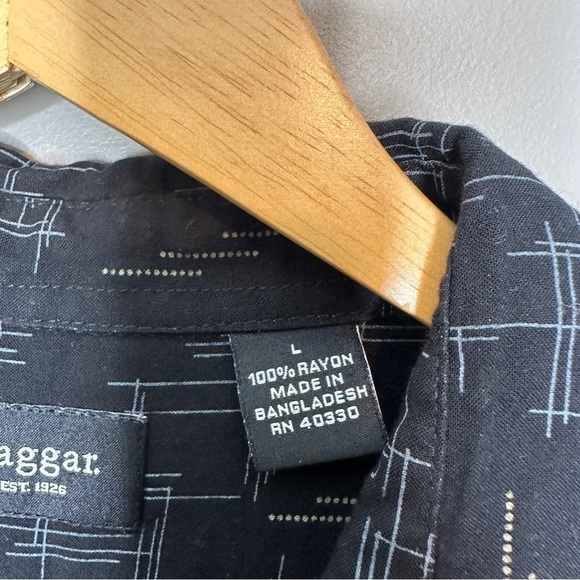 aggar.
EST. 1926
L
100% RAYON
MADE IN
BANGLADESH
RN 40330